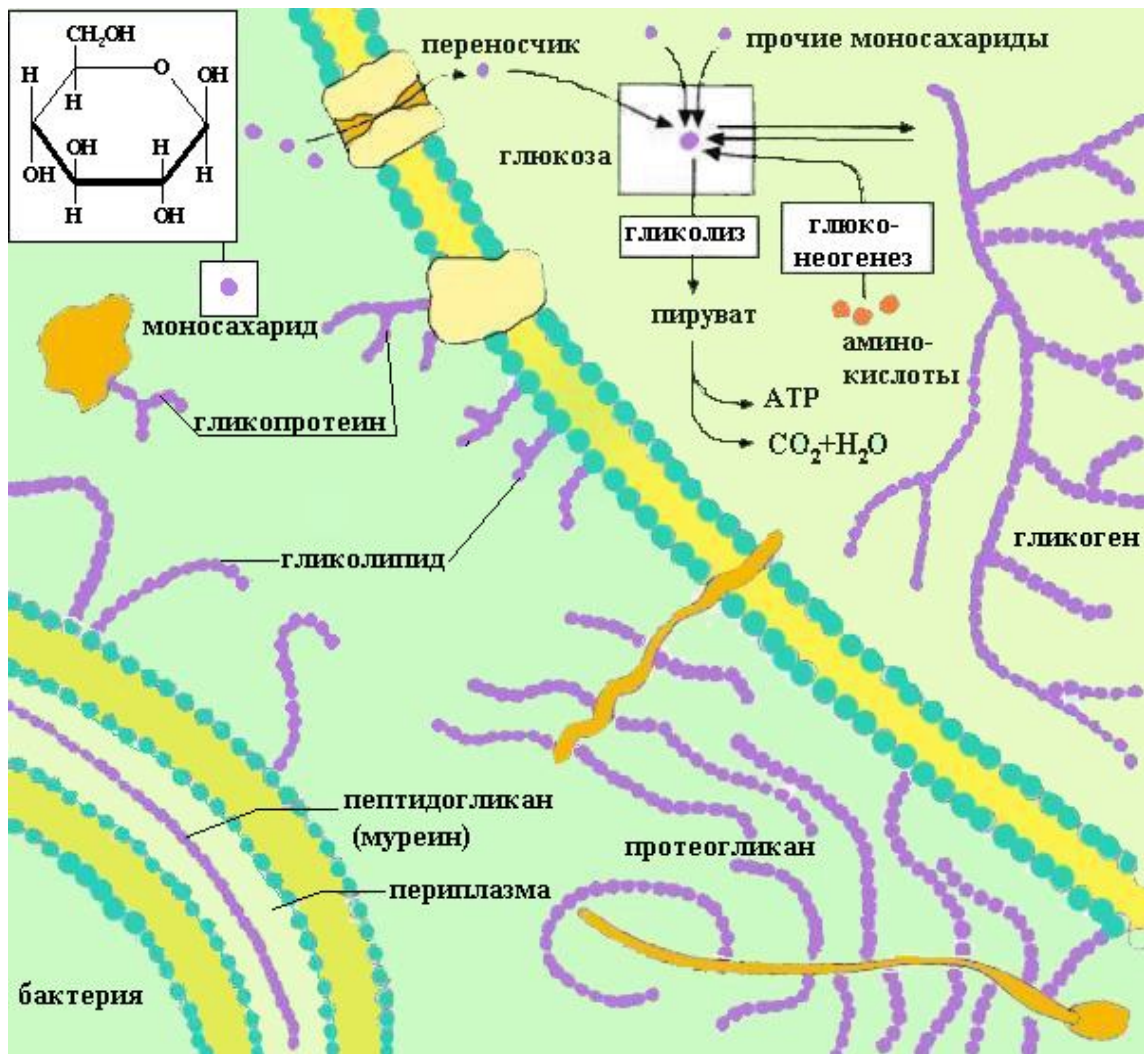 CH₂OH
H
O
OH
H
H
OH
H
OH
H
H
OH
переносчик
прочие моносахариды
глюкоза
гликолиз
глюко-
неогенез
пируват
амино-
кислоты
АТР
CO₂+H₂O
моносахарид
гликопротеин
гликолипид
гликоген
пептидогликан
(муреин)
периплазма
протеогликан
бактерия